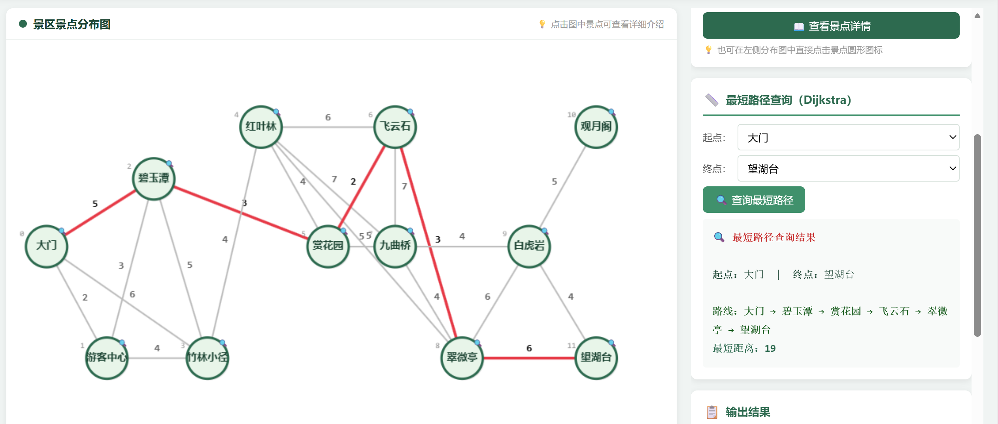 景区景点分布图
点击图中景点可查看详细介绍
4
红叶林
6
6
飞云石
10
观月阁
2
碧玉潭
4
7
2
7
5
5
3
0
大门
4
5
赏花园
5
5
7
九曲桥
3
4
9
白虎岩
3
5
2
6
4
6
4
1
游客中心
4
3
竹林小径
8
翠微亭
6
11
望湖台
查看景点详情
也可在左侧分布图中直接点击景点圆形图标
最短路径查询（Dijkstra）
起点：
大门
终点：
望湖台
查询最短路径
最短路径查询结果
起点：大门 | 终点：望湖台
路线：大门 → 碧玉潭 → 赏花园 → 飞云石 → 翠微
亭 → 望湖台
最短距离：19
输出结果